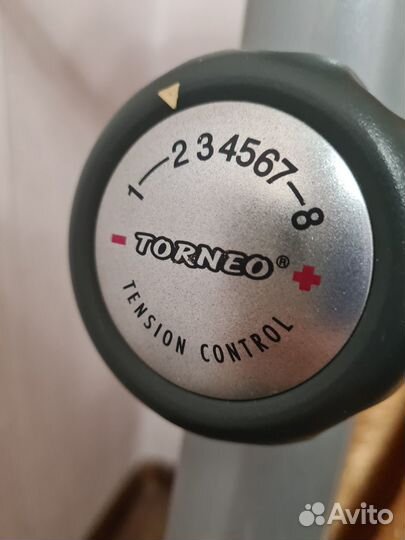 1—2 3 4 5 6 7—8
- TORNEO® +
TENSION CONTROL
Avito